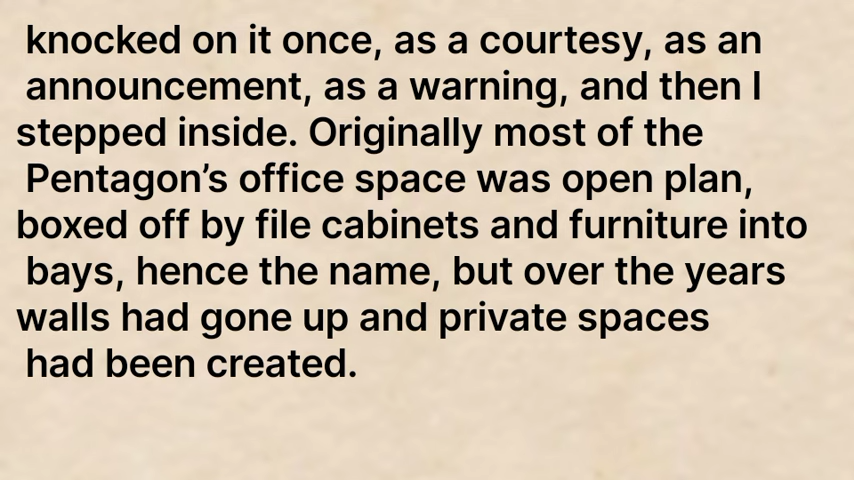 knocked on it once, as a courtesy, as an
announcement, as a warning, and then I
stepped inside. Originally most of the
Pentagon’s office space was open plan,
boxed off by file cabinets and furniture into
bays, hence the name, but over the years
walls had gone up and private spaces
had been created.